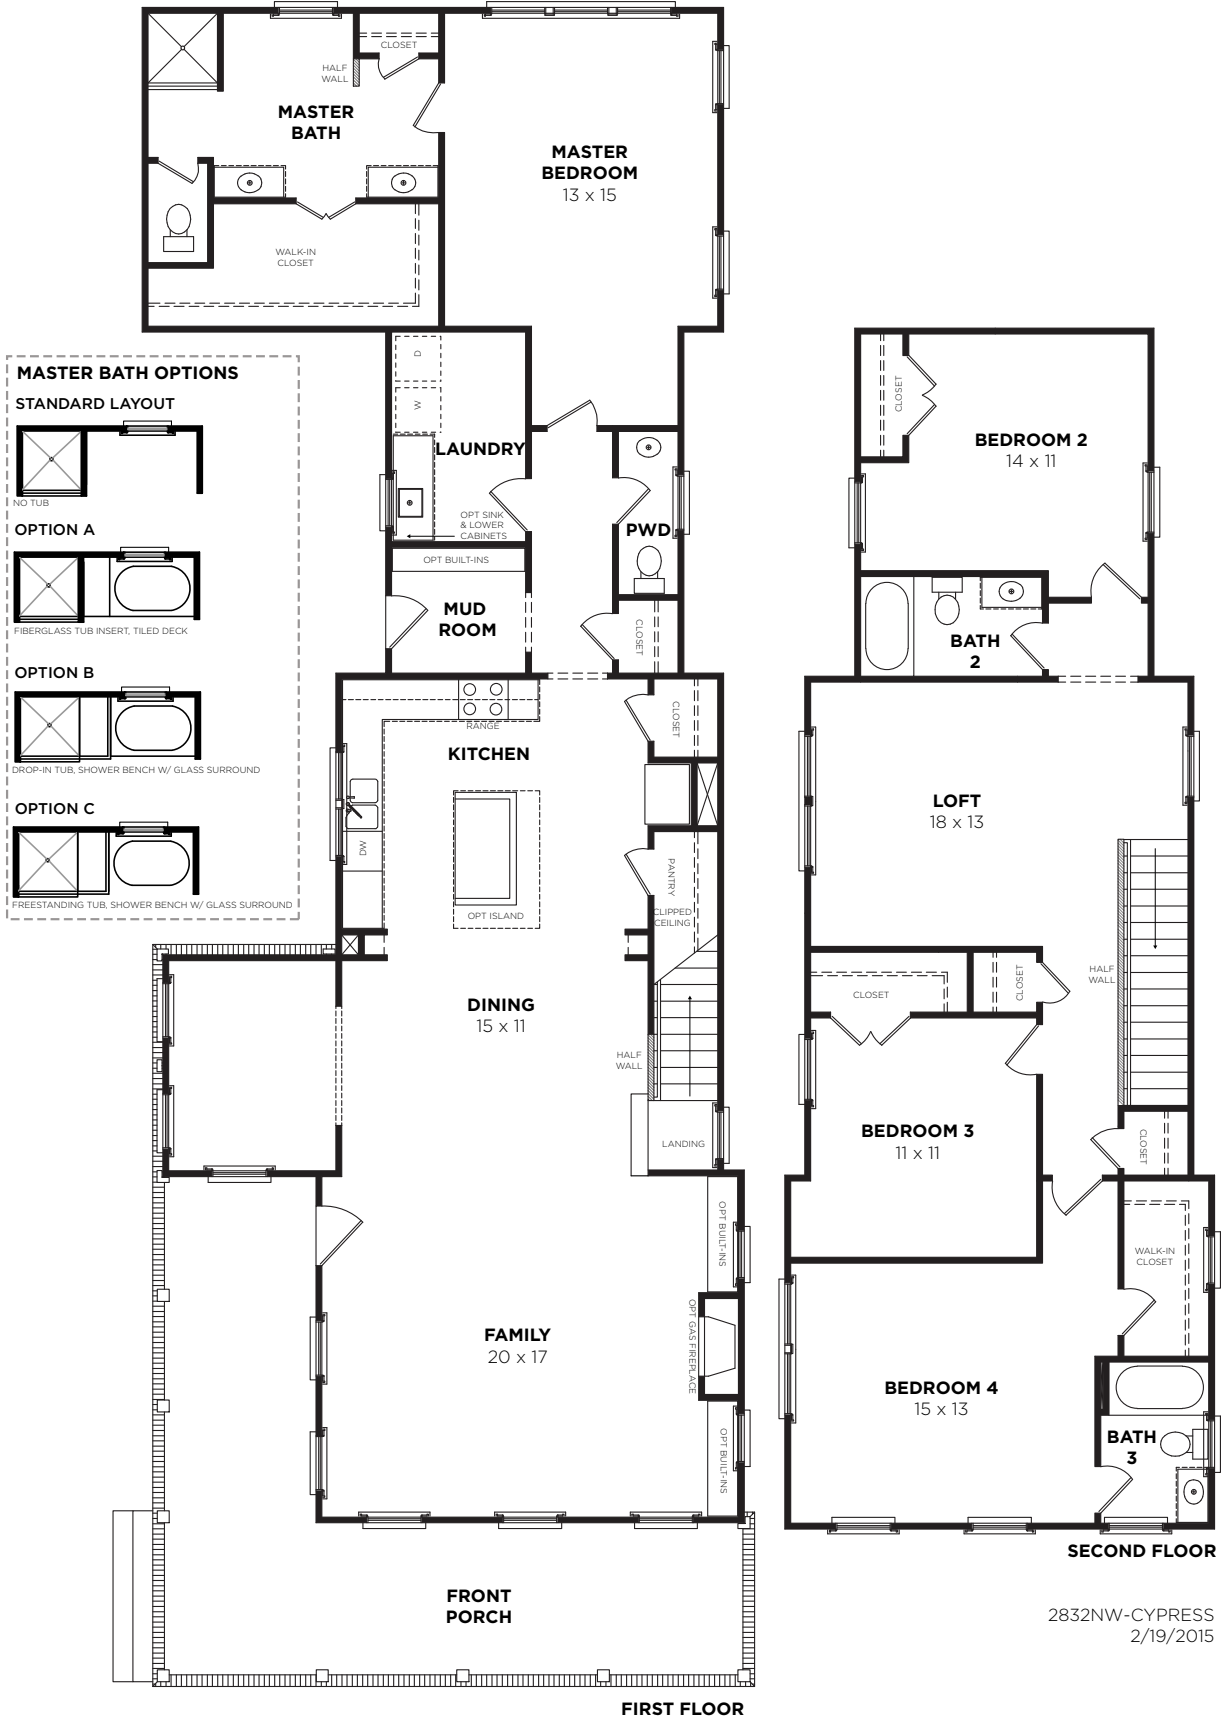 CLOSET
HALF
WALL
MASTER
BATH
MASTER
BEDROOM
13 x 15
WALK-IN
CLOSET
MASTER BATH OPTIONS
STANDARD LAYOUT
NO TUB
OPTION A
FIBERGLASS TUB INSERT, TILED DECK
OPTION B
DROP-IN TUB, SHOWER BENCH W/ GLASS SURROUND
OPTION C
FREESTANDING TUB, SHOWER BENCH W/ GLASS SURROUND
D
W
LAUNDRY
OPT SINK
& LOWER
CABINETS
PWD
OPT BUILT-INS
MUD
ROOM
CLOSET
RANGE
KITCHEN
CLOSET
DW
OPT ISLAND
PANTRY
CLIPPED
CEILING
DINING
15 x 11
HALF
WALL
LANDING
OPT BUILT-INS
OPT GAS FIREPLACE
FAMILY
20 x 17
OPT BUILT-INS
FRONT
PORCH
FIRST FLOOR
CLOSET
BEDROOM 2
14 x 11
BATH
2
LOFT
18 x 13
HALF
WALL
CLOSET
CLOSET
BEDROOM 3
11 x 11
CLOSET
WALK-IN
CLOSET
BEDROOM 4
15 x 13
BATH
3
SECOND FLOOR
2832NW-CYPRESS
2/19/2015